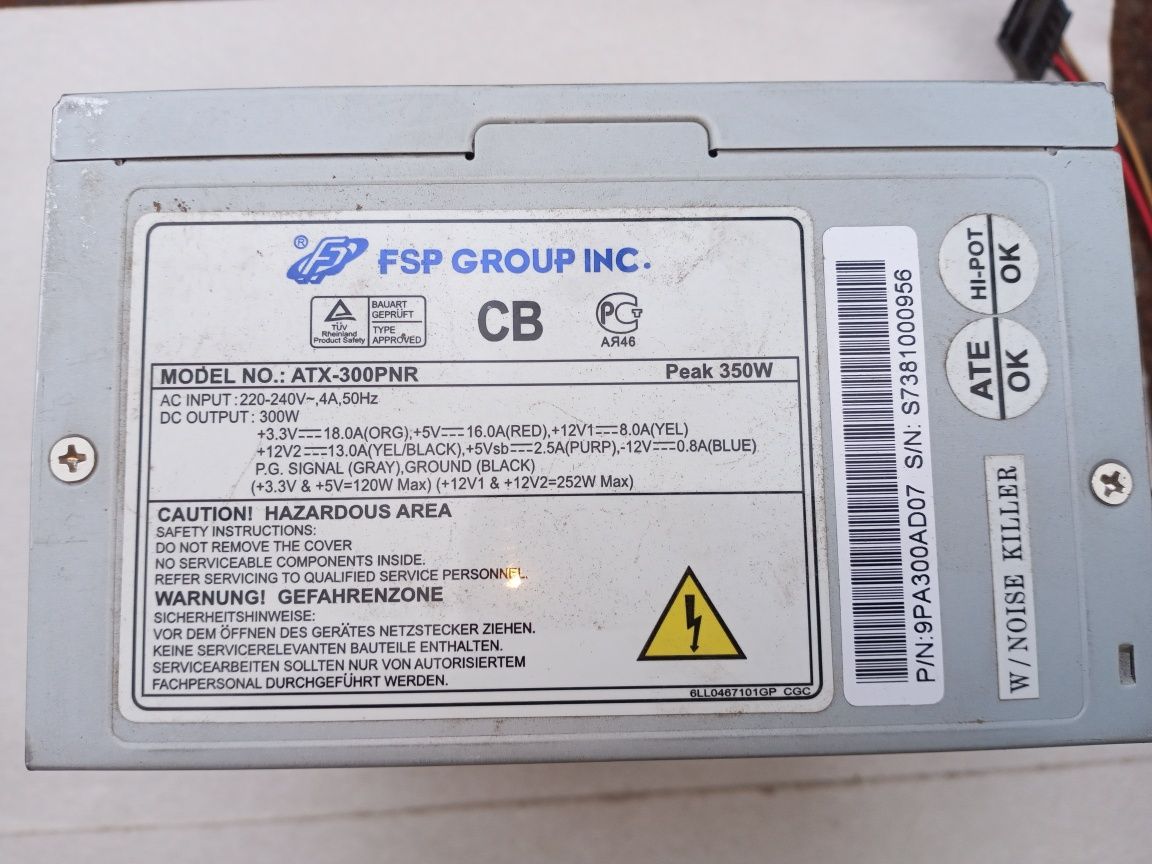 ® FSP GROUP INC.
TÜV
Rheinland
Product Safety
BAUART
GEPRÜFT
TYPE
APPROVED
CB
РСТ
АЯ46
MODEL NO.: ATX-300PNR Peak 350W
AC INPUT :220-240V~,4A,50Hz
DC OUTPUT : 300W
+3.3V⎓18.0A(ORG),+5V⎓16.0A(RED),+12V1⎓8.0A(YEL)
+12V2⎓13.0A(YEL/BLACK),+5Vsb⎓2.5A(PURP),-12V⎓0.8A(BLUE)
P.G. SIGNAL (GRAY),GROUND (BLACK)
(+3.3V & +5V=120W Max) (+12V1 & +12V2=252W Max)
CAUTION! HAZARDOUS AREA
SAFETY INSTRUCTIONS:
DO NOT REMOVE THE COVER
NO SERVICEABLE COMPONENTS INSIDE.
REFER SERVICING TO QUALIFIED SERVICE PERSONNEL.
WARNUNG! GEFAHRENZONE
SICHERHEITSHINWEISE:
VOR DEM ÖFFNEN DES GERÄTES NETZSTECKER ZIEHEN.
KEINE SERVICERELEVANTEN BAUTEILE ENTHALTEN.
SERVICEARBEITEN SOLLTEN NUR VON AUTORISIERTEM
FACHPERSONAL DURCHGEFÜHRT WERDEN.
6LL0467101GP CGC
P/N:9PA300AD07 S/N: S7381000956
HI-POT
OK
ATE
OK
W/NOISE KILLER